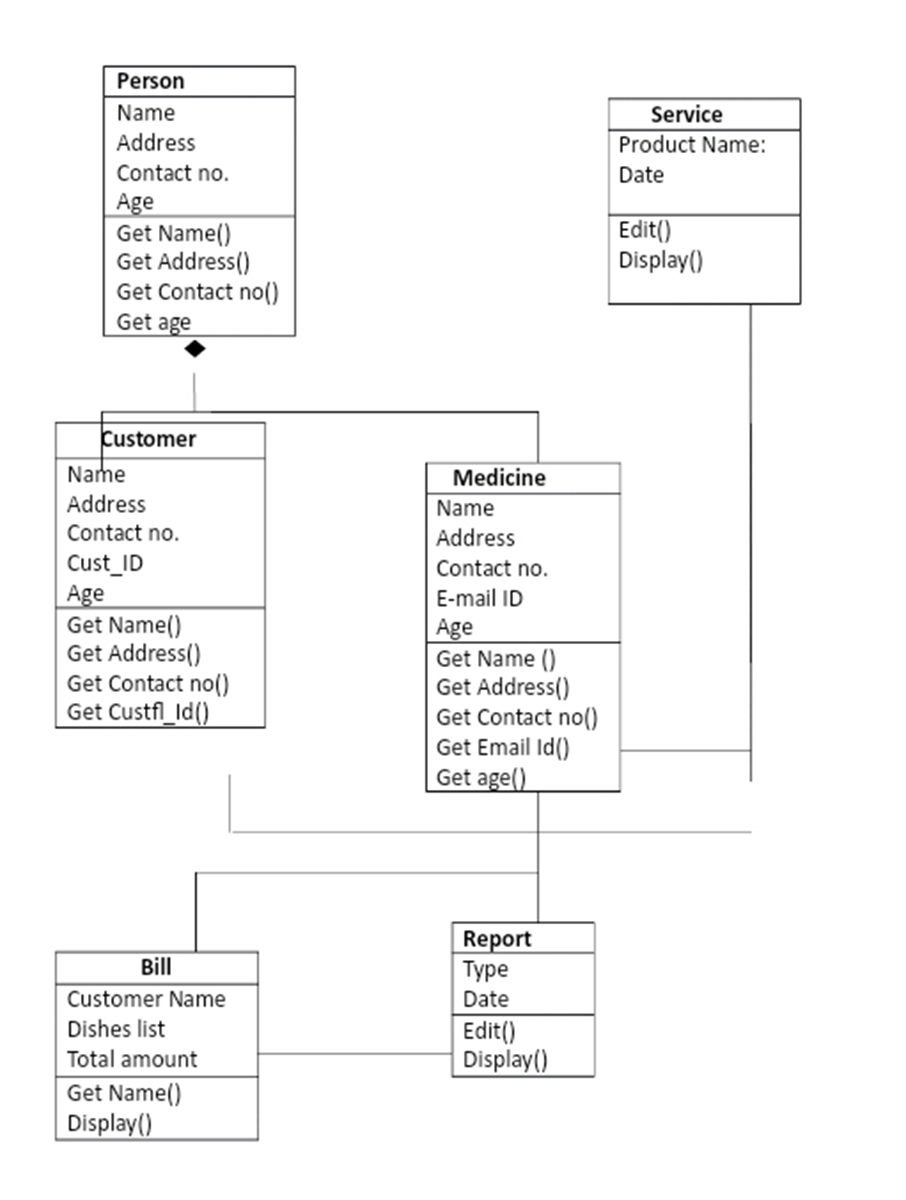 Person
Name
Address
Contact no.
Age
Get Name()
Get Address()
Get Contact no()
Get age
Service
Product Name:
Date
Edit()
Display()
Customer
Name
Address
Contact no.
Cust_ID
Age
Get Name()
Get Address()
Get Contact no()
Get Custfl_Id()
Medicine
Name
Address
Contact no.
E-mail ID
Age
Get Name ()
Get Address()
Get Contact no()
Get Email Id()
Get age()
Bill
Customer Name
Dishes list
Total amount
Get Name()
Display()
Report
Type
Date
Edit()
Display()